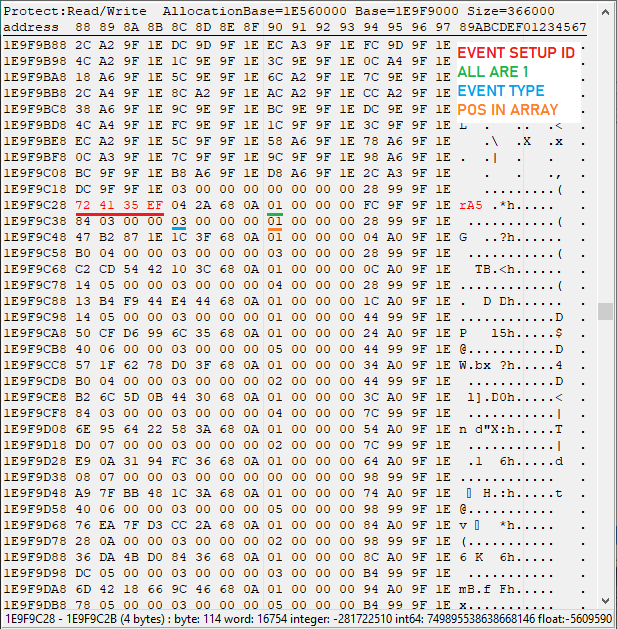 Protect:Read/Write AllocationBase=1E560000 Base=1E9F9000 Size=366000
address 88 89 8A 8B 8C 8D 8E 8F 90 91 92 93 94 95 96 97 89ABCDEF01234567
1E9F9B88 2C A2 9F 1E DC 9D 9F 1E EC A3 9F 1E FC 9D 9F 1E
1E9F9B98 4C A2 9F 1E 1C 9E 9F 1E 3C 9E 9F 1E 0C A4 9F 1E
1E9F9BA8 18 A6 9F 1E 5C 9E 9F 1E 6C A2 9F 1E 7C 9E 9F 1E
1E9F9BB8 2C A4 9F 1E 8C A2 9F 1E AC A2 9F 1E CC A2 9F 1E
1E9F9BC8 38 A6 9F 1E 9C 9E 9F 1E BC 9E 9F 1E DC 9E 9F 1E
1E9F9BD8 4C A4 9F 1E FC 9E 9F 1E 1C 9F 9F 1E 3C 9F 9F 1E L . . .<
1E9F9BE8 EC A2 9F 1E 5C 9F 9F 1E 58 A6 9F 1E 78 A6 9F 1E .\ .X .x
1E9F9BF8 0C A3 9F 1E 7C 9F 9F 1E 9C A3 9F 1E 98 A6 9F 1E . .| . .
1E9F9C08 BC 9F 9F 1E B8 A6 9F 1E D8 A6 9F 1E 2C A3 9F 1E . . . .,
1E9F9C18 DC 9F 9F 1E 03 00 00 00 00 00 00 00 28 99 9F 1E ..........(
1E9F9C28 72 41 35 EF 04 2A 68 0A 01 00 00 00 FC 9F 9F 1E rA5 .*h....
1E9F9C38 84 03 00 00 03 00 00 00 01 00 00 00 28 99 9F 1E ...........(
1E9F9C48 47 B2 87 1E 1C 3F 68 0A 01 00 00 00 04 A0 9F 1E G ..?h.....
1E9F9C58 B0 04 00 00 03 00 00 00 03 00 00 00 28 99 9F 1E ...........(
1E9F9C68 C2 CD 54 42 10 3C 68 0A 01 00 00 00 0C A0 9F 1E TB.<h.....
1E9F9C78 14 05 00 00 03 00 00 00 04 00 00 00 28 99 9F 1E ...........(
1E9F9C88 13 B4 F9 44 E4 44 68 0A 01 00 00 00 1C A0 9F 1E . D Dh.....
1E9F9C98 14 05 00 00 03 00 00 00 01 00 00 00 44 99 9F 1E ...........D
1E9F9CA8 50 CF D6 99 6C 35 68 0A 01 00 00 00 24 A0 9F 1E P l5h.....$
1E9F9CB8 40 06 00 00 03 00 00 00 05 00 00 00 44 99 9F 1E @..........D
1E9F9CC8 57 1F 62 78 D0 3F 68 0A 01 00 00 00 34 A0 9F 1E W.bx ?h.....4
1E9F9CD8 B0 04 00 00 03 00 00 00 02 00 00 00 44 99 9F 1E ...........D
1E9F9CE8 B2 6C 5D 0B 44 30 68 0A 01 00 00 00 3C A0 9F 1E l].D0h.....<
1E9F9CF8 84 03 00 00 03 00 00 00 04 00 00 00 7C 99 9F 1E ...........|
1E9F9D08 6E 95 64 22 58 3A 68 0A 01 00 00 00 54 A0 9F 1E n d"X:h.....T
1E9F9D18 D0 07 00 00 03 00 00 00 02 00 00 00 7C 99 9F 1E ...........|
1E9F9D28 E9 0A 31 94 FC 36 68 0A 01 00 00 00 64 A0 9F 1E .1 6h.....d
1E9F9D38 08 07 00 00 03 00 00 00 03 00 00 00 98 99 9F 1E ...........
1E9F9D48 A9 7F BB 48 1C 3A 68 0A 01 00 00 00 74 A0 9F 1E H.:h.....t
1E9F9D58 40 06 00 00 03 00 00 00 05 00 00 00 98 99 9F 1E @..........
1E9F9D68 76 EA 7F D3 CC 2A 68 0A 01 00 00 00 84 A0 9F 1E v *h.....
1E9F9D78 28 0A 00 00 03 00 00 00 02 00 00 00 98 99 9F 1E (..........
1E9F9D88 36 DA 4B D0 84 36 68 0A 01 00 00 00 8C A0 9F 1E 6 K 6h.....
1E9F9D98 DC 05 00 00 03 00 00 00 03 00 00 00 B4 99 9F 1E ..........
1E9F9DA8 6D 42 18 66 9C 46 68 0A 01 00 00 00 94 A0 9F 1E mB.f Fh.....
1E9F9DB8 78 05 00 00 03 00 00 00 05 00 00 00 B4 99 9F 1E x..........
EVENT SETUP ID
ALL ARE 1
EVENT TYPE
POS IN ARRAY
1E9F9C28 - 1E9F9C2B (4 bytes) : byte: 114 word: 16754 integer: -281722510 int64: 749895538638668146 float:-5609590